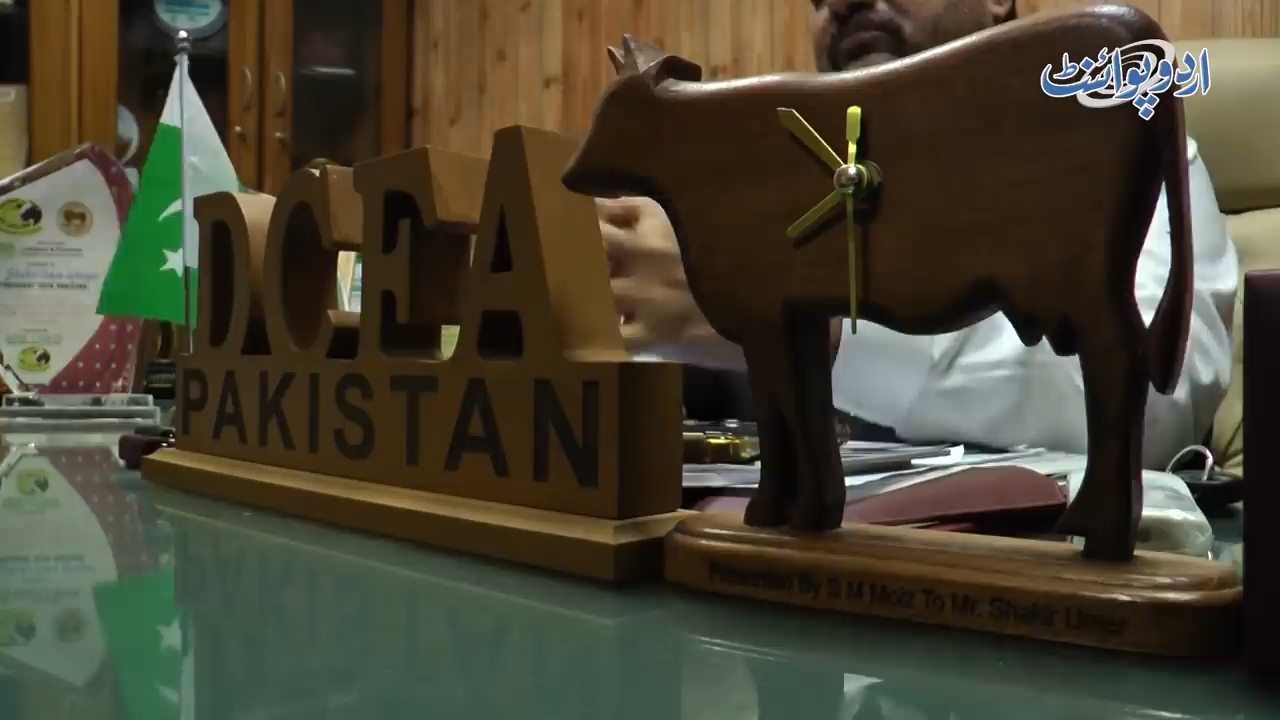 اردو پوائنٹ
DCEA
PAKISTAN
Presented By S M Moiz To Mr. Shakir Umer